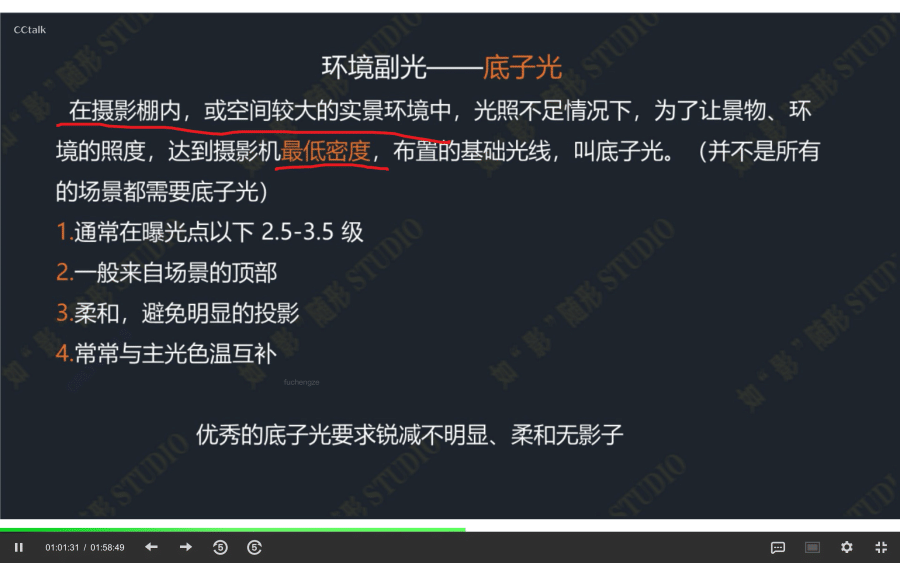 CCtalk
环境副光——底子光
在摄影棚内，或空间较大的实景环境中，光照不足情况下，为了让景物、环
境的照度，达到摄影机最低密度，布置的基础光线，叫底子光。（并不是所有
的场景都需要底子光）
1.通常在曝光点以下 2.5-3.5 级
2.一般来自场景的顶部
3.柔和，避免明显的投影
4.常常与主光色温互补
fuchengze
优秀的底子光要求锐减不明显、柔和无影子
如“影”随形 STUDIO
01:01:31 / 01:58:49
5
5